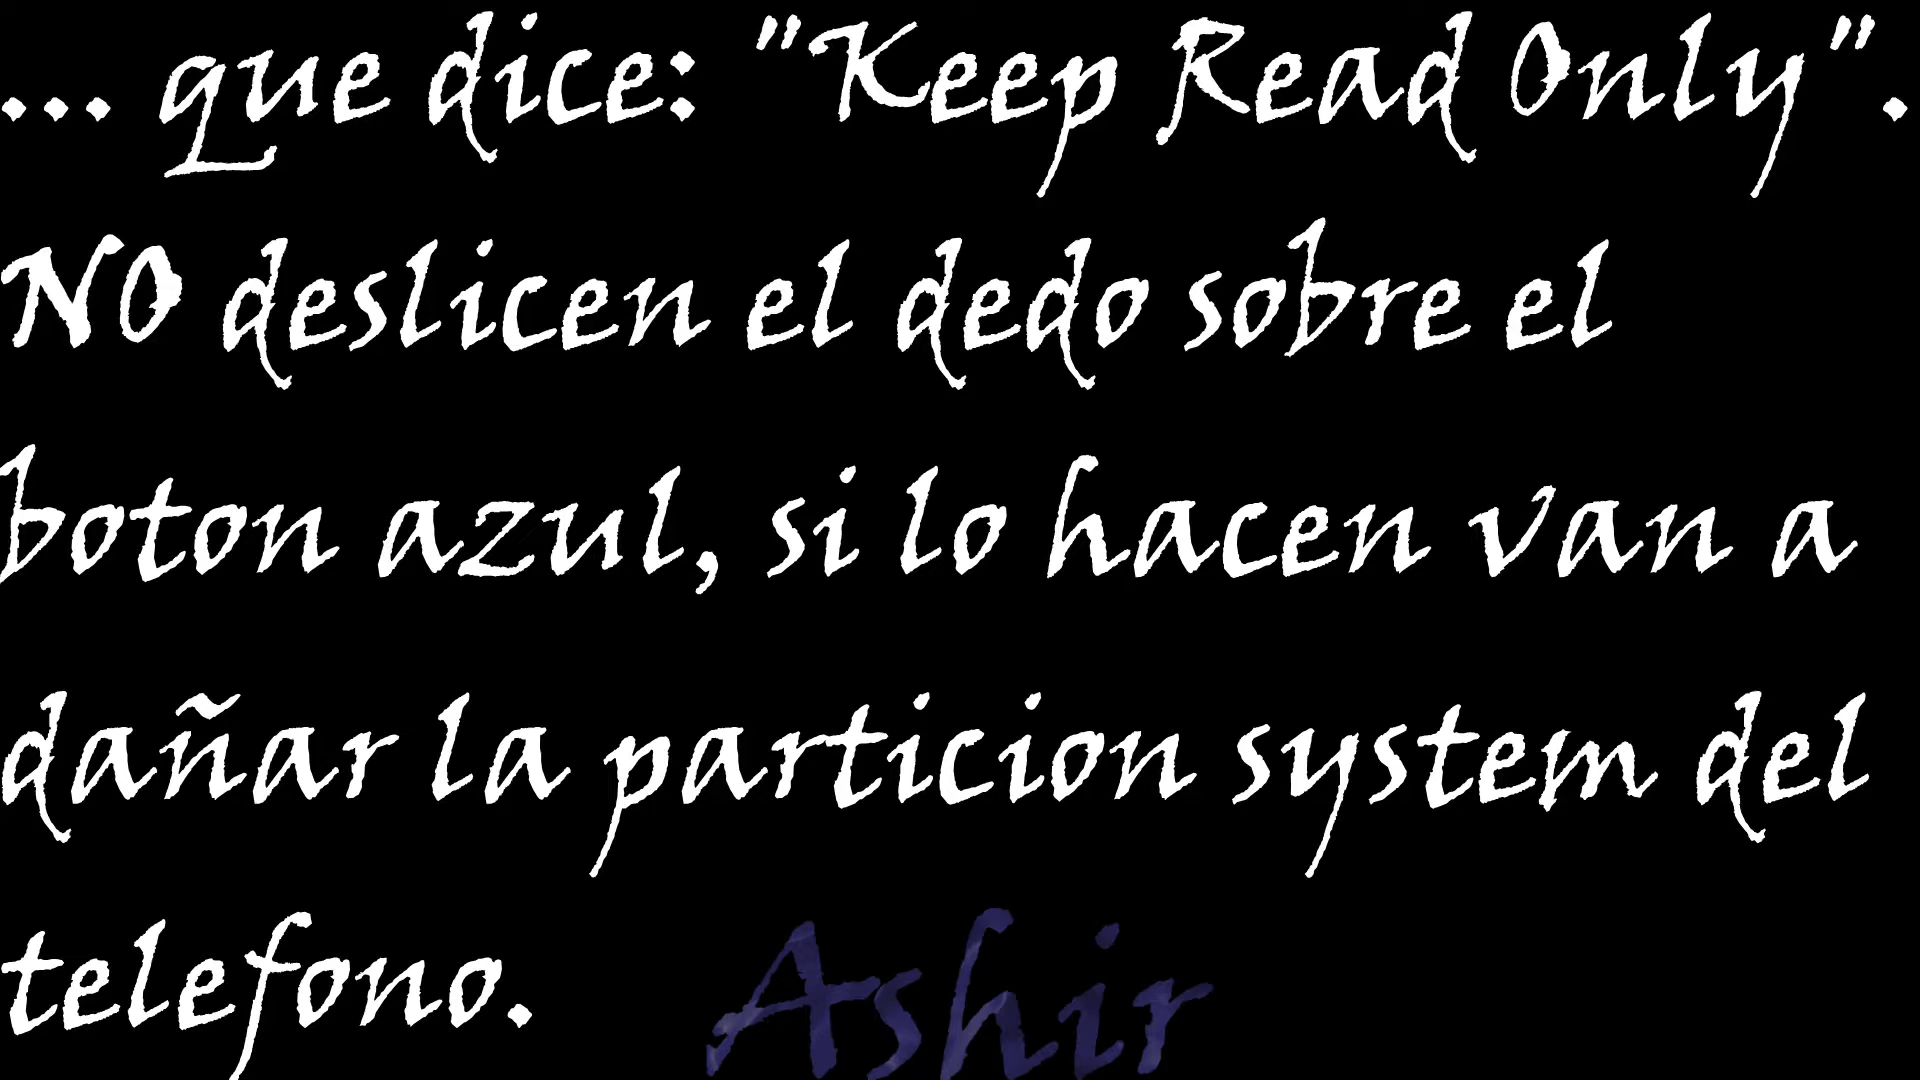 ... que dice: "Keep Read Only".
NO deslicen el dedo sobre el
boton azul, si lo hacen van a
dañar la particion system del
telefono.
Ashir